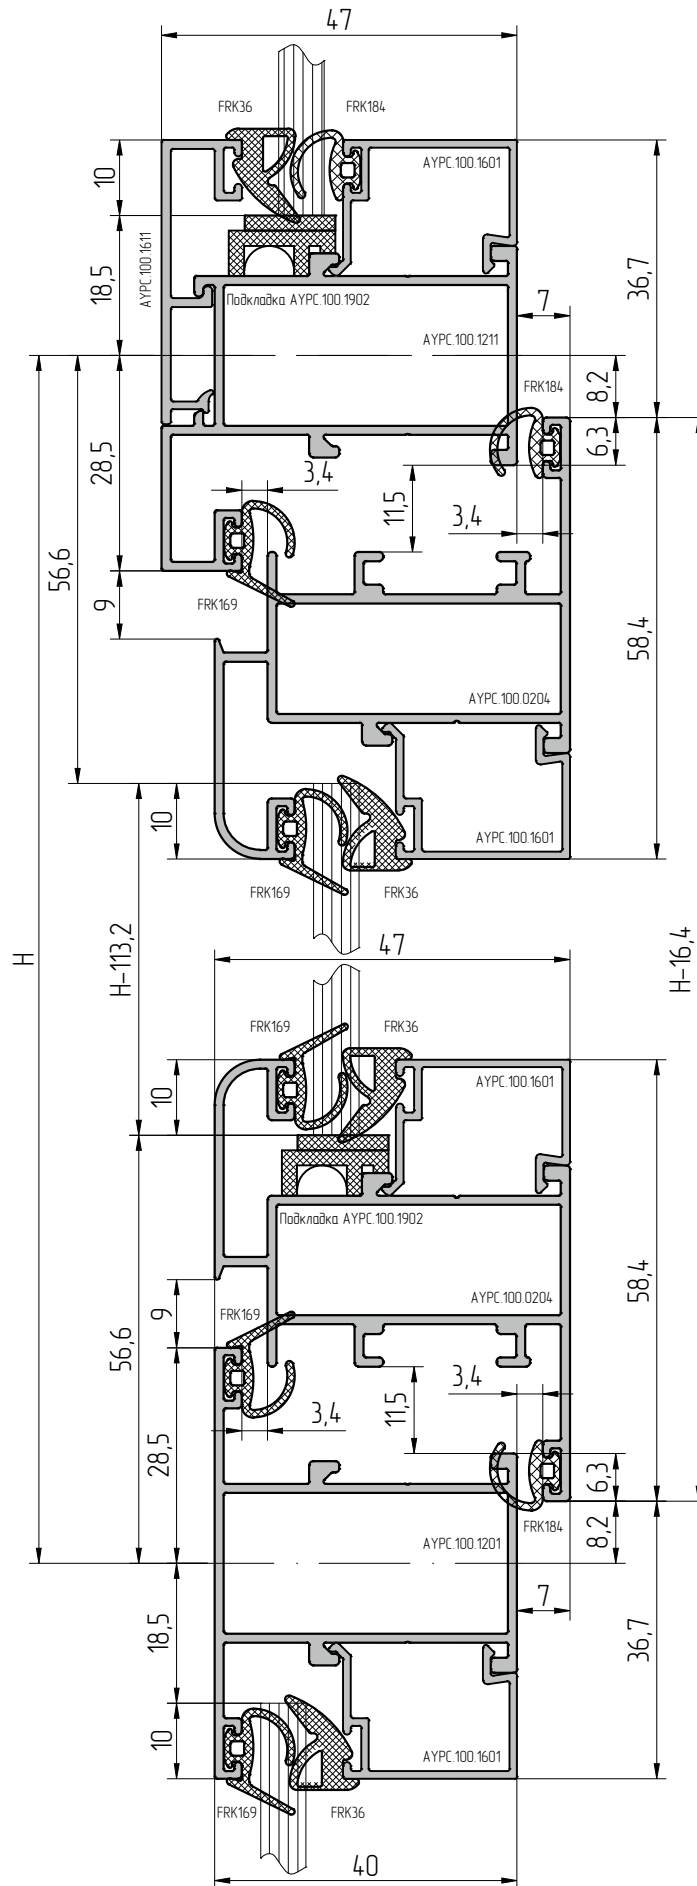 47
FRK36
FRK184
AYPC.100.1601
10
AYPC.100.1611
18,5
36,7
Подкладка AYPC.100.1902
7
AYPC.100.1211
8,2
FRK184
6,3
28,5
3,4
11,5
3,4
56,6
9
FRK169
58,4
AYPC.100.0204
10
AYPC.100.1601
FRK169
FRK36
H
H-113,2
47
H-16,4
FRK169
FRK36
10
AYPC.100.1601
Подкладка AYPC.100.1902
58,4
9
AYPC.100.0204
FRK169
56,6
3,4
3,4
11,5
28,5
6,3
FRK184
8,2
AYPC.100.1201
7
18,5
36,7
10
AYPC.100.1601
FRK169
FRK36
40